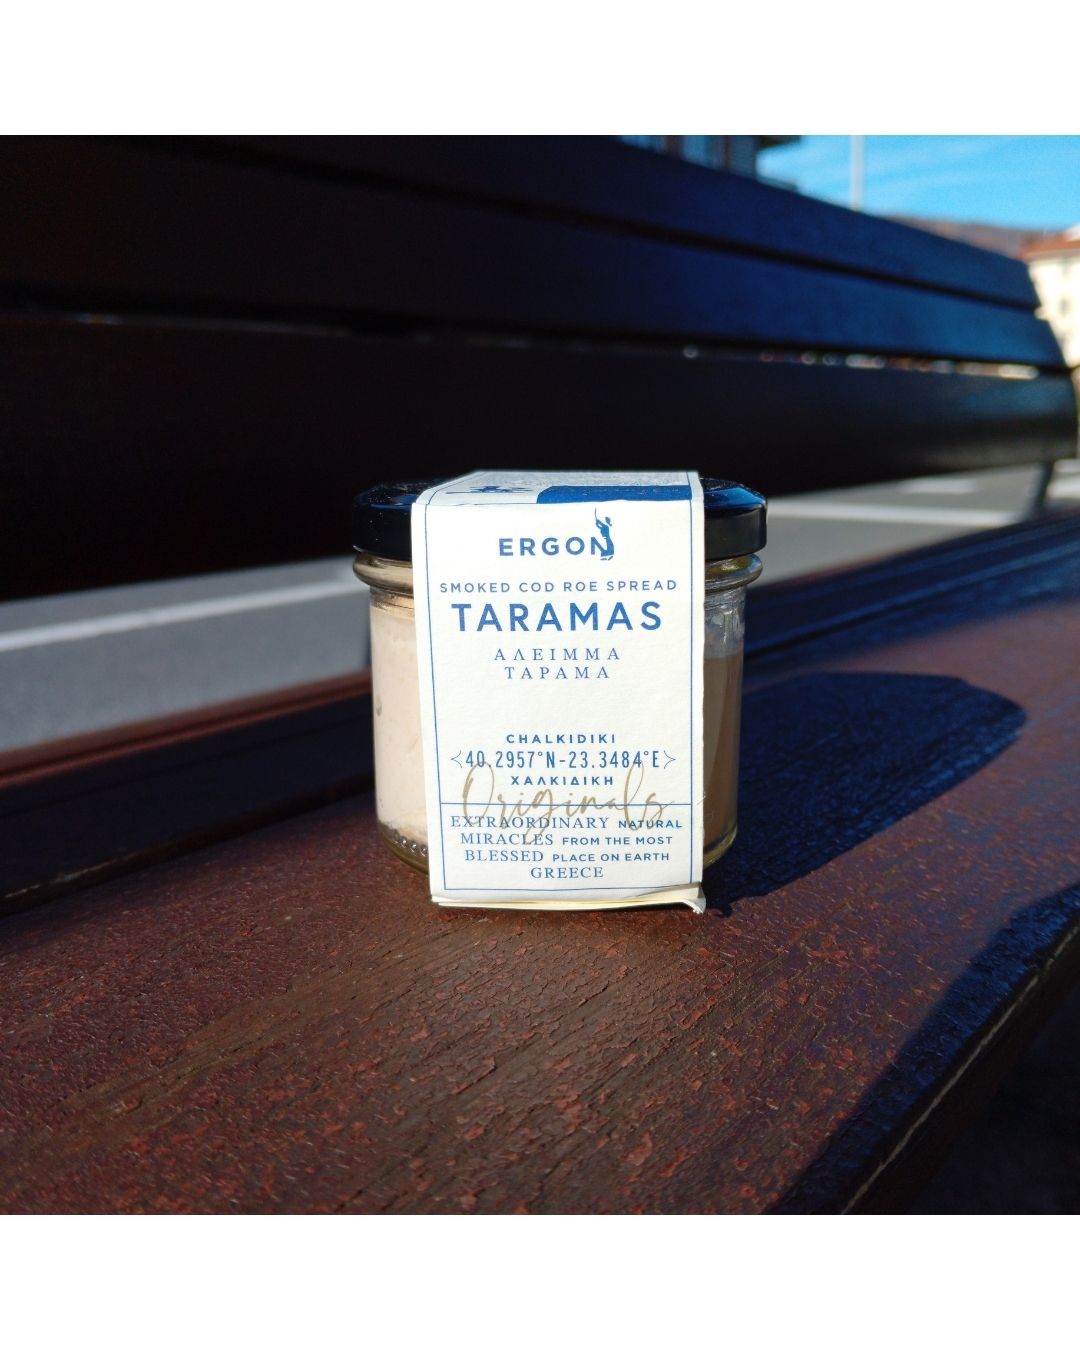 ERGON
SMOKED COD ROE SPREAD
TARAMAS
ΑΛΕΙΜΜΑ
ΤΑΡΑΜΑ
CHALKIDIKI
<40.2957°N-23.3484°E>
ΧΑΛΚΙΔΙΚΗ
Originals
EXTRAORDINARY NATURAL
MIRACLES FROM THE MOST
BLESSED PLACE ON EARTH
GREECE